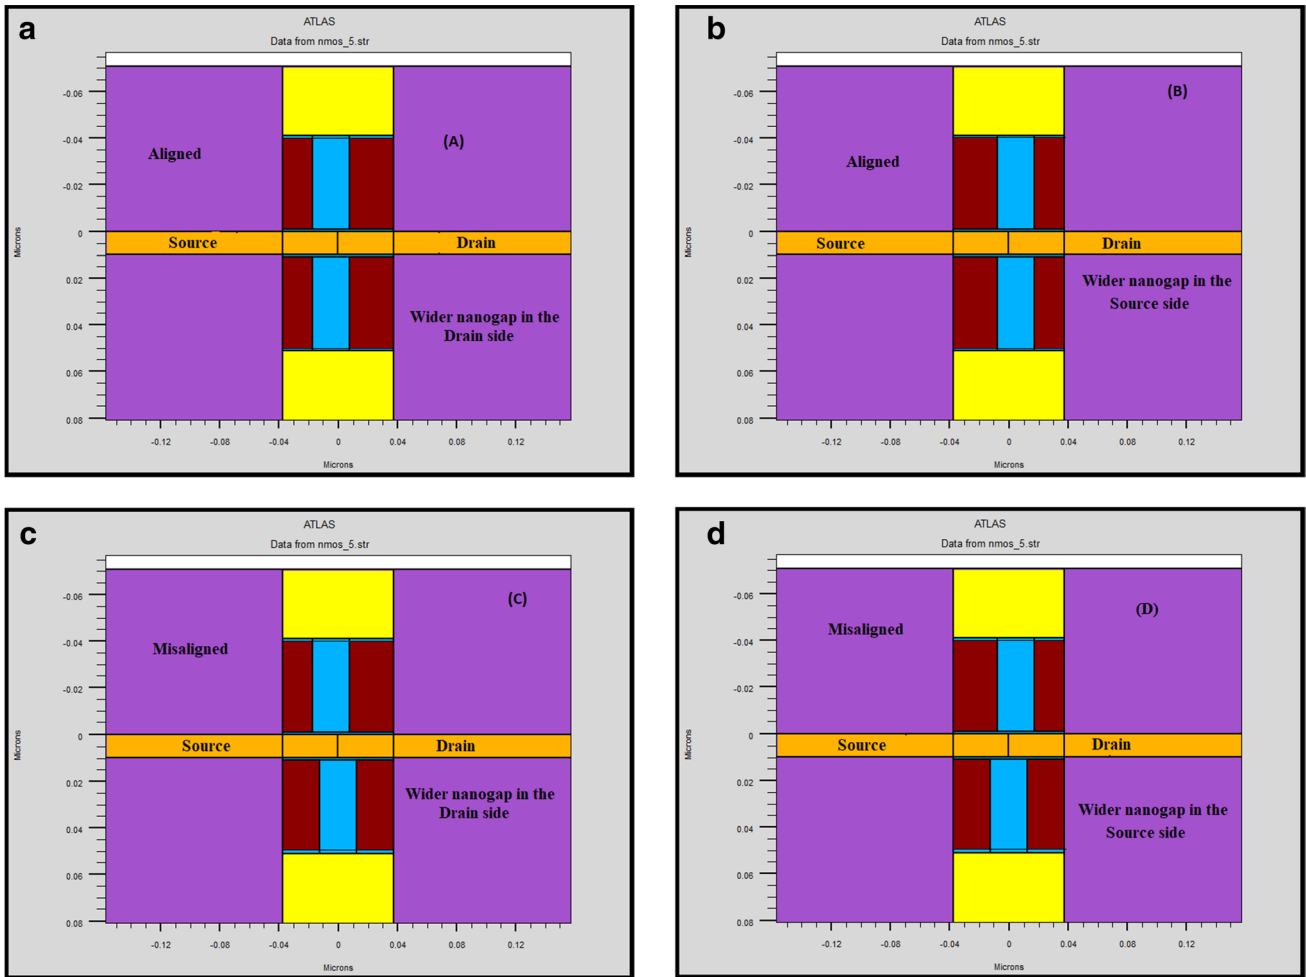 a
ATLAS
Data from nmos_5.str
-0.06
-0.04
-0.02
0
0.02
0.04
0.06
0.08
Microns
Aligned
(A)
Source
Drain
Wider nanogap in the
Drain side
-0.12
-0.08
-0.04
0
0.04
0.08
0.12
Microns
b
ATLAS
Data from nmos_5.str
-0.06
-0.04
-0.02
0
0.02
0.04
0.06
0.08
Microns
(B)
Aligned
Source
Drain
Wider nanogap in the
Source side
-0.12
-0.08
-0.04
0
0.04
0.08
0.12
Microns
c
ATLAS
Data from nmos_5.str
-0.06
-0.04
-0.02
0
0.02
0.04
0.06
0.08
Microns
(C)
Misaligned
Source
Drain
Wider nanogap in the
Drain side
-0.12
-0.08
-0.04
0
0.04
0.08
0.12
Microns
d
ATLAS
Data from nmos_5.str
-0.06
-0.04
-0.02
0
0.02
0.04
0.06
0.08
Microns
(D)
Misaligned
Source
Drain
Wider nanogap in the
Source side
-0.12
-0.08
-0.04
0
0.04
0.08
0.12
Microns